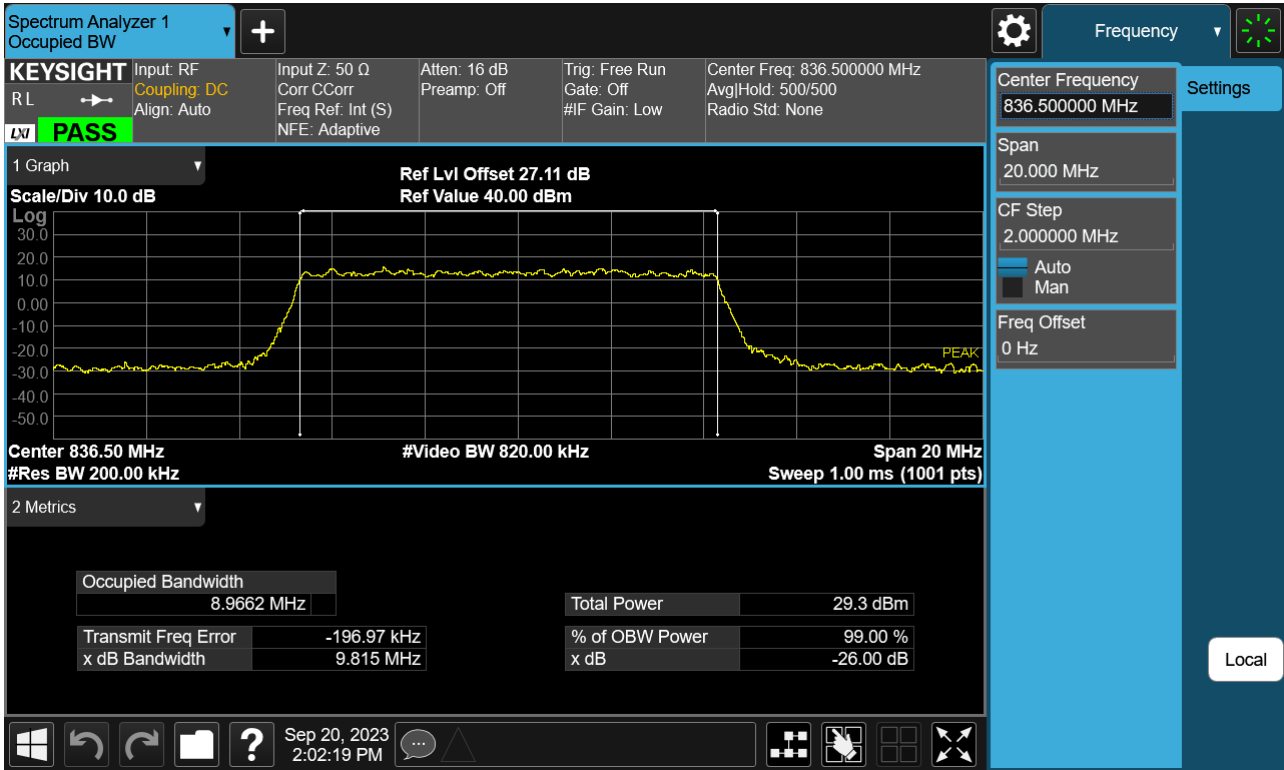 Spectrum Analyzer 1
Occupied BW
Frequency
KEYSIGHT
R L
LXI
PASS
Input: RF
Coupling: DC
Align: Auto
Input Z: 50 Ω
Corr CCorr
Freq Ref: Int (S)
NFE: Adaptive
Atten: 16 dB
Preamp: Off
Trig: Free Run
Gate: Off
#IF Gain: Low
Center Freq: 836.500000 MHz
Avg|Hold: 500/500
Radio Std: None
Center Frequency
836.500000 MHz
Settings
Span
20.000 MHz
CF Step
2.000000 MHz
Auto
Man
Freq Offset
0 Hz
Local
1 Graph
Scale/Div 10.0 dB
Ref Lvl Offset 27.11 dB
Ref Value 40.00 dBm
Log
30.0
20.0
10.0
0.00
-10.0
-20.0
-30.0
-40.0
-50.0
PEAK
Center 836.50 MHz
#Video BW 820.00 kHz
Span 20 MHz
#Res BW 200.00 kHz
Sweep 1.00 ms (1001 pts)
2 Metrics
Occupied Bandwidth
8.9662 MHz
Total Power 29.3 dBm
Transmit Freq Error -196.97 kHz
% of OBW Power 99.00 %
x dB Bandwidth 9.815 MHz
x dB -26.00 dB
Sep 20, 2023
2:02:19 PM